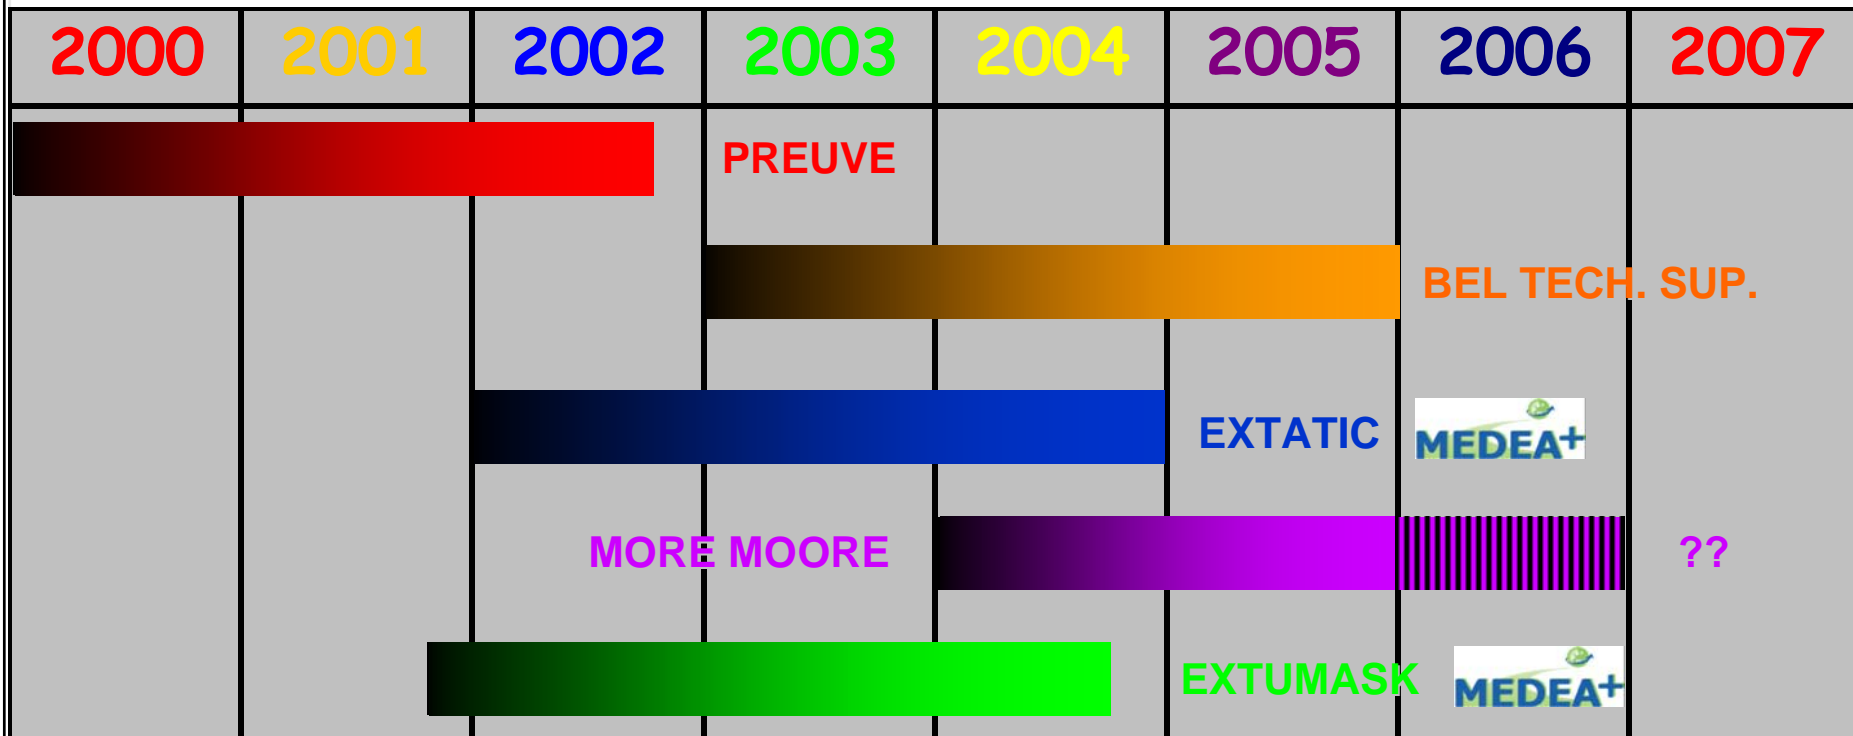 2000 2001 2002 2003 2004 2005 2006 2007
PREUVE
BEL TECH. SUP.
EXTATIC MEDEA+
MORE MOORE ??
EXTUMASK MEDEA+